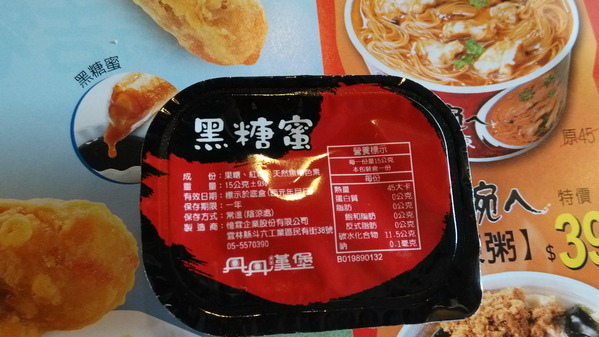 黑糖蜜
黑糖蜜
成　份：果糖、紅糖、天然焦糖色素
重　量：15公克±9%
有效日期：標示於底盒(西元年月日)
保存期限：一年
保存方式：常溫(陰涼處)
製 造 商：惟霖企業股份有限公司
雲林縣斗六工業區民有街38號
05-5570390
丹丹漢堡
營養標示
每一份量15公克
本包裝含一份
每份
熱量 45大卡
蛋白質 0公克
脂肪 0公克
飽和脂肪 0公克
反式脂肪 0公克
碳水化合物 11.5公克
鈉 0.1毫克
B019890132
原45
特價
$39
粥】